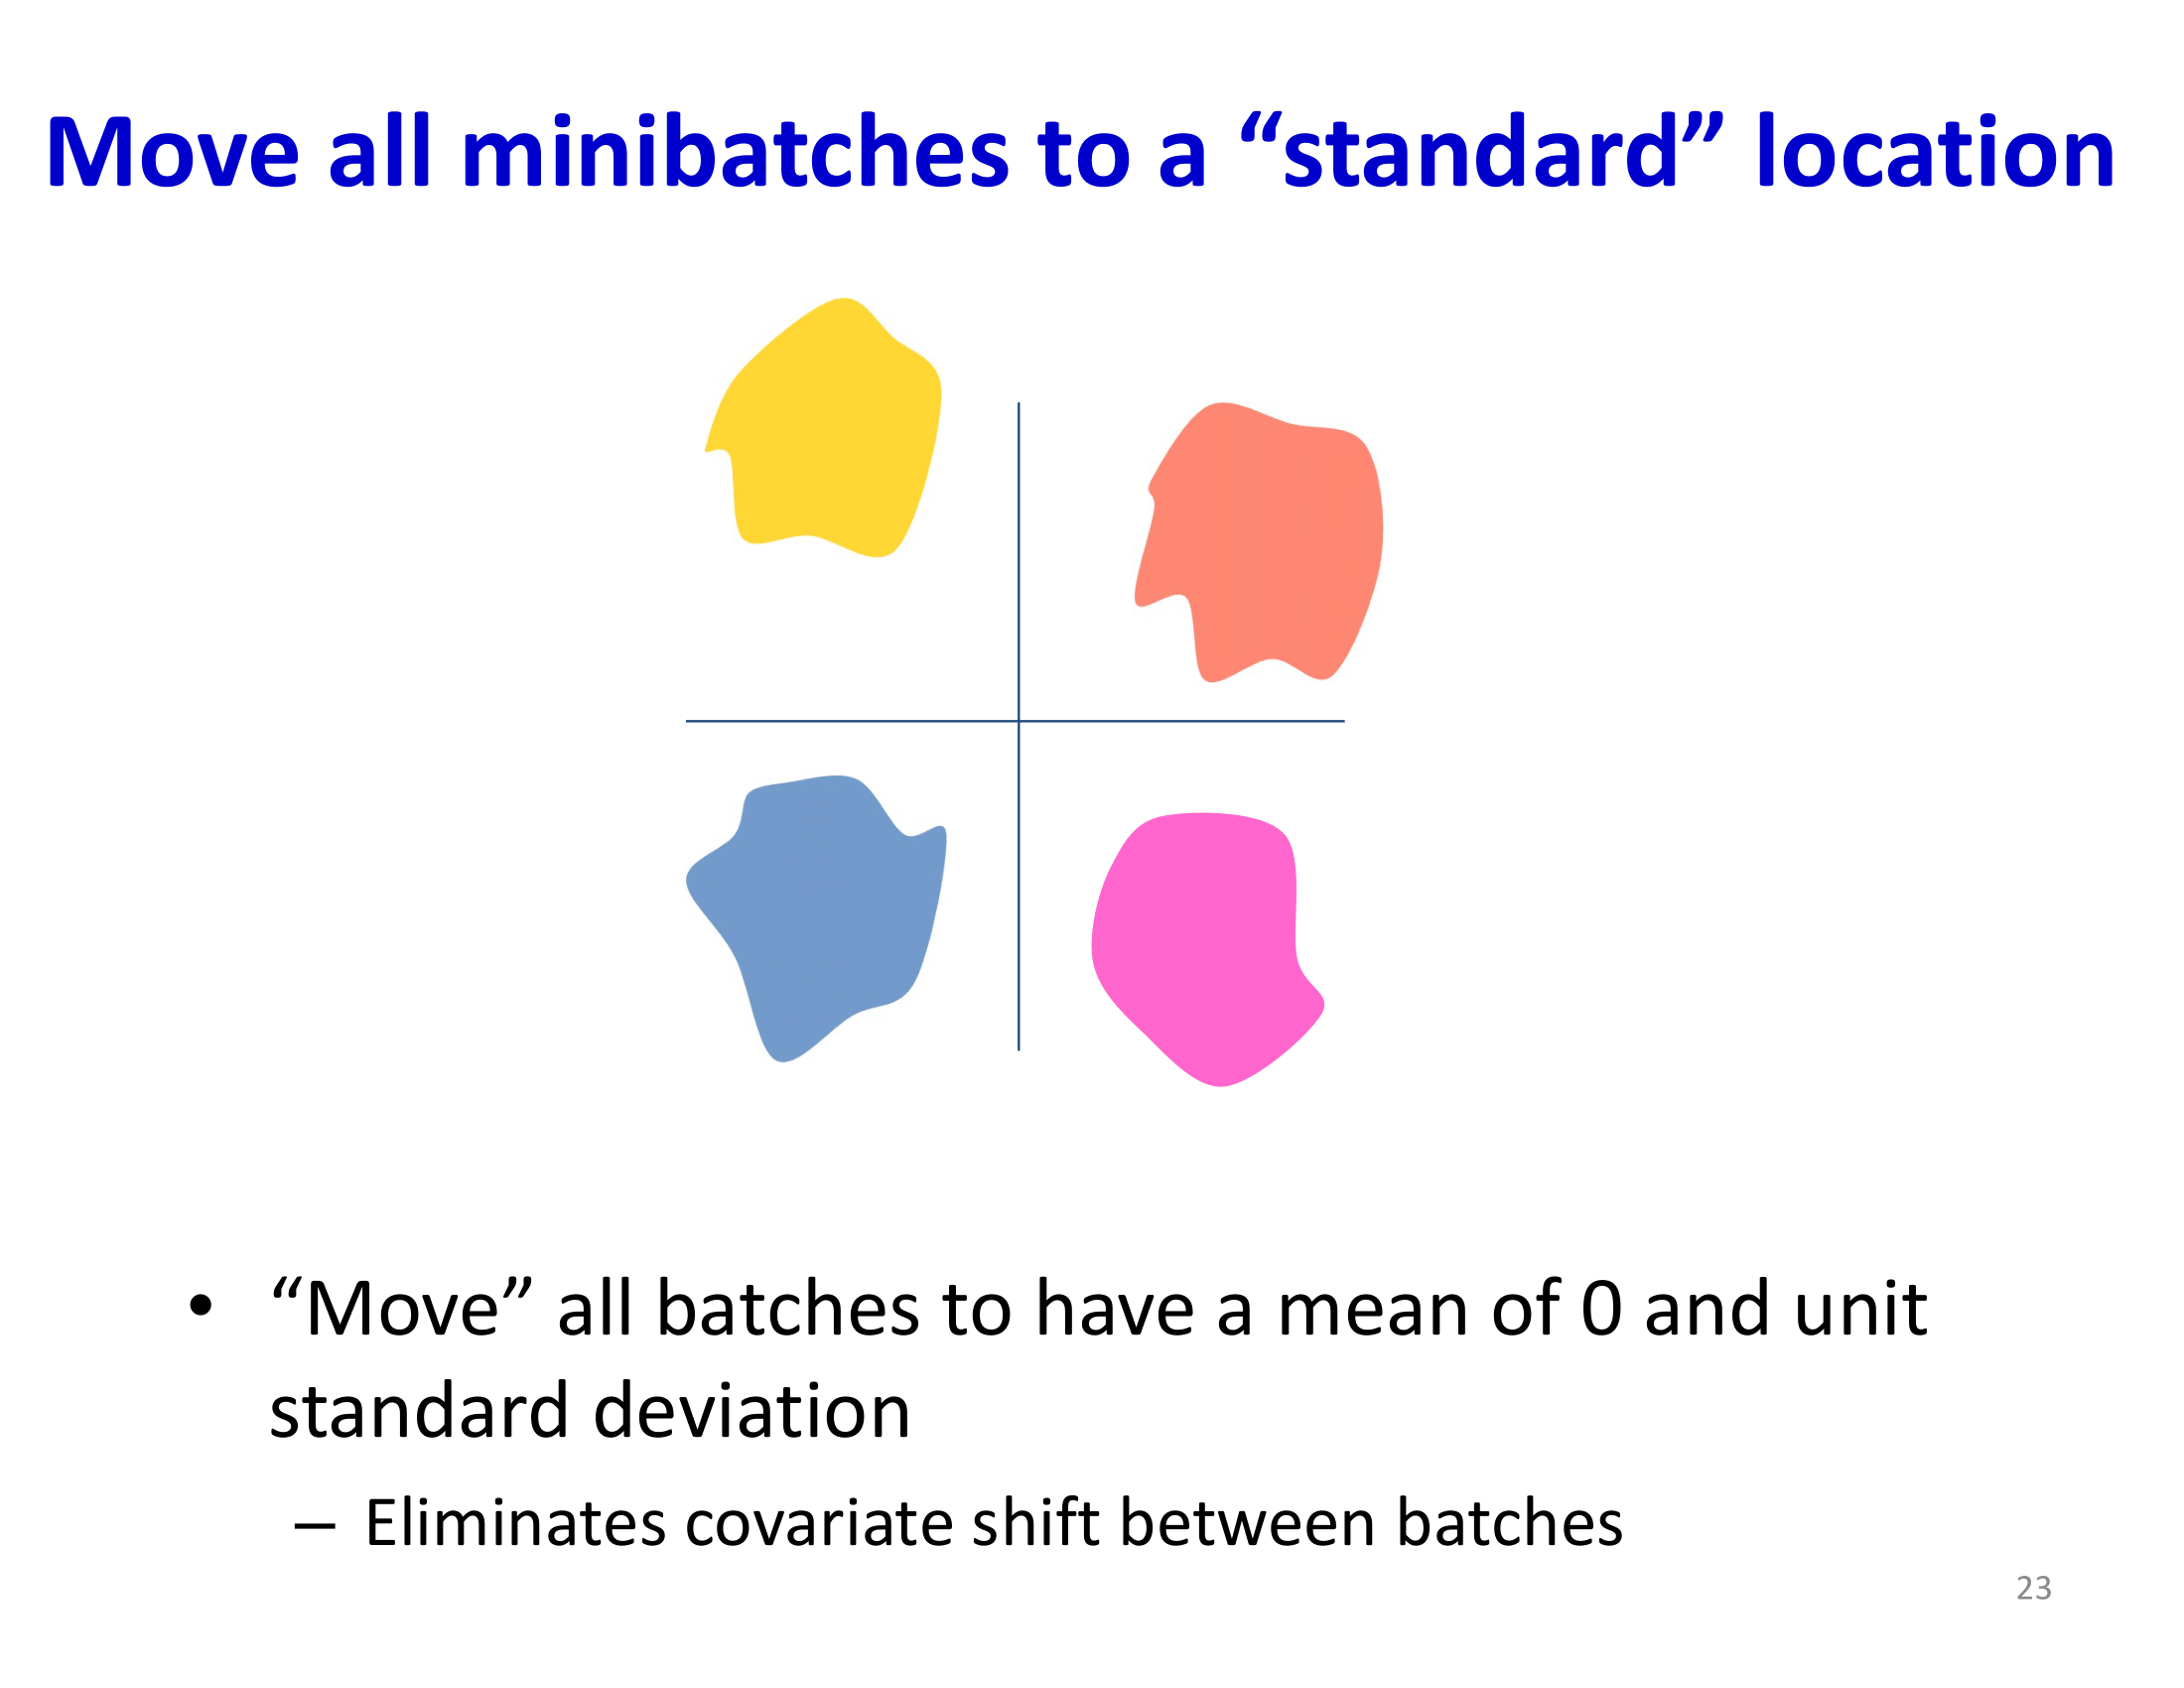 Move all minibatches to a “standard” location
• “Move” all batches to have a mean of 0 and unit
standard deviation
– Eliminates covariate shift between batches
23